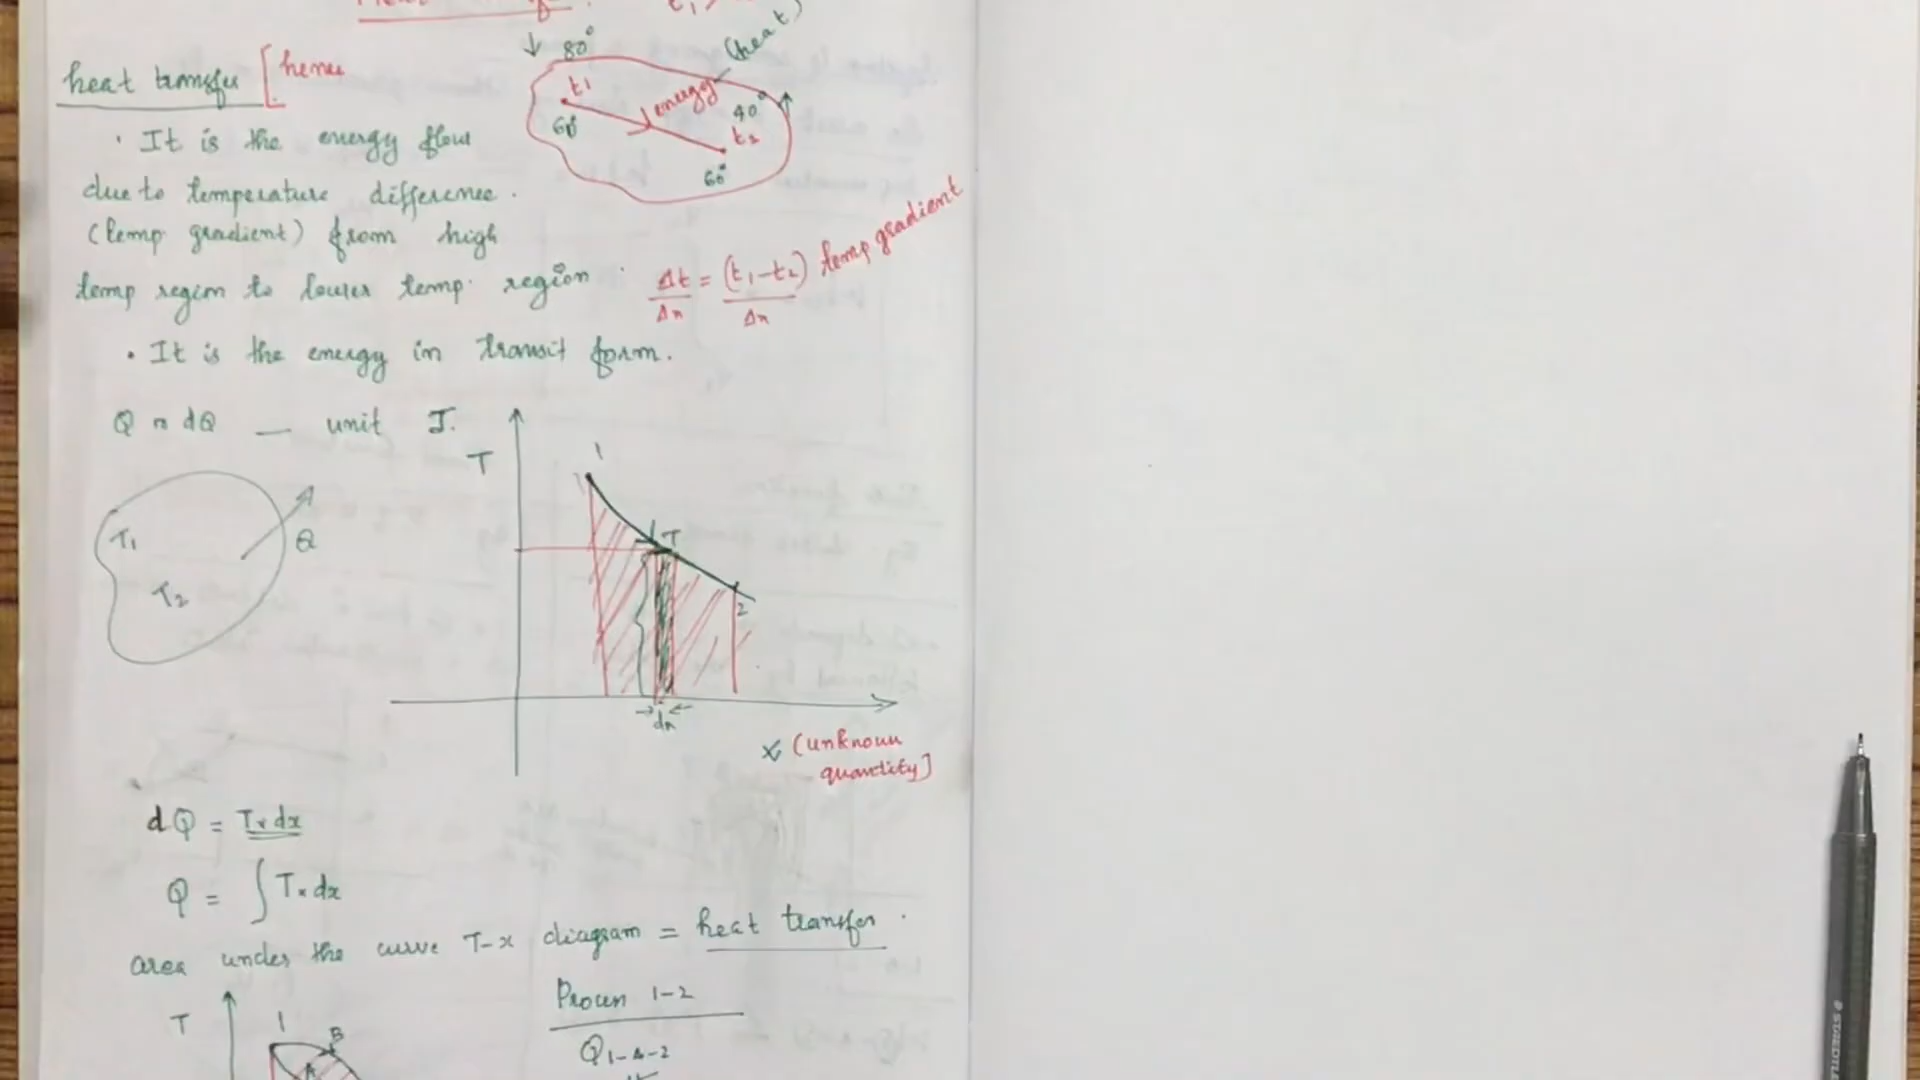 heat transfer [hence
80°
(heat)
t1
energy
40°
60°
t2
60°
· It is the energy flow
due to temperature difference.
(temp gradient) from high
temp region to lower temp. region.
Δt/Δx = (t1-t2)/Δx temp gradient
· It is the energy in transit form.
Q or dQ — unit J.
T
1
T1
Q
T
T2
2
dx
x (unknown
quantity]
dQ = T×dx
Q = ∫T×dx
area under the curve T-x diagram = heat transfer.
Process 1-2
T
1
B
A
Q1-A-2